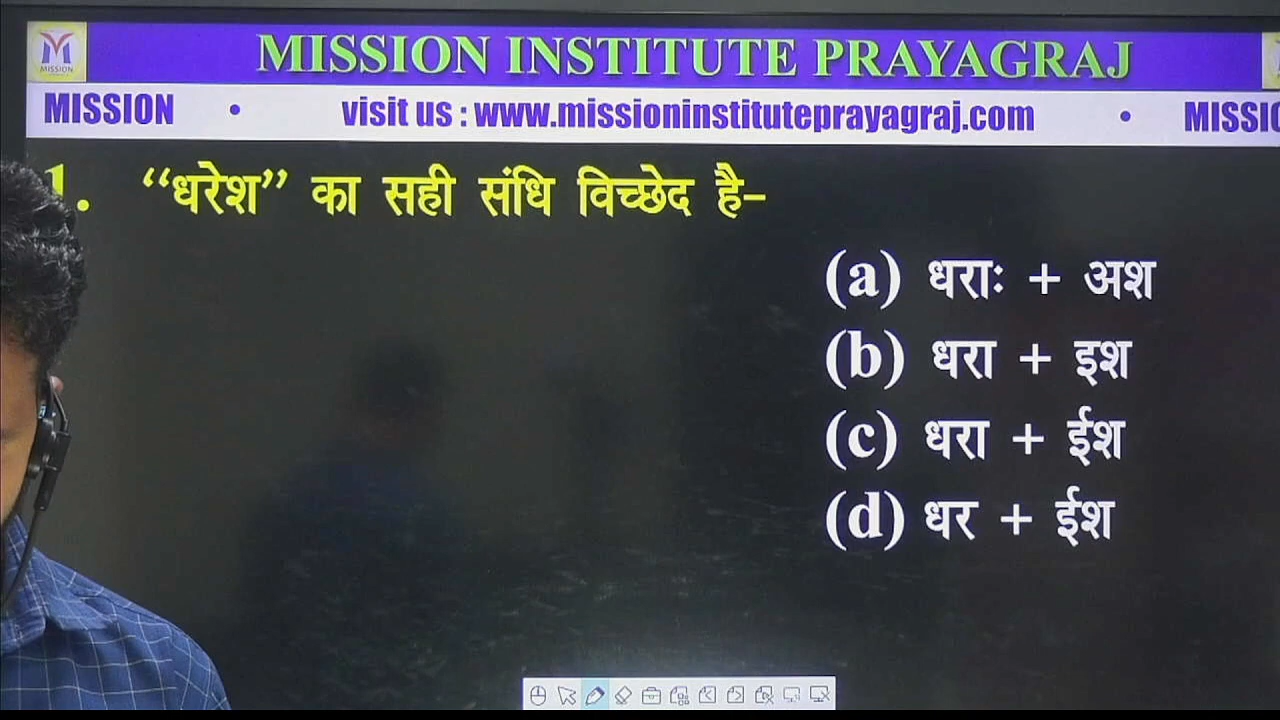 MISSION
MISSION INSTITUTE PRAYAGRAJ
MISSION • visit us : www.missioninstituteprayagraj.com • MISSIO
1. “धरेश” का सही संधि विच्छेद है–
(a) धराः + अश
(b) धरा + इश
(c) धरा + ईश
(d) धर + ईश